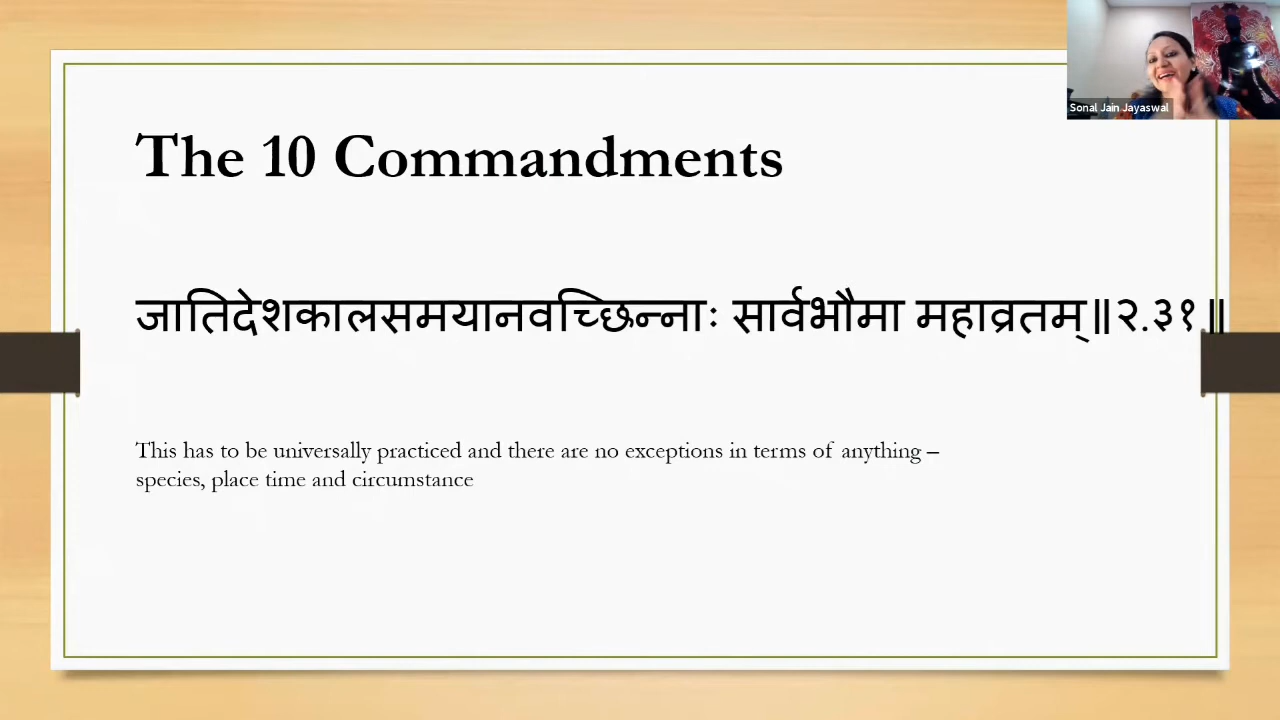 Sonal Jain Jayaswal
The 10 Commandments
जातिदेशकालसमयानवच्छिन्नाः सार्वभौमा महाव्रतम्॥२.३१॥
This has to be universally practiced and there are no exceptions in terms of anything –
species, place time and circumstance